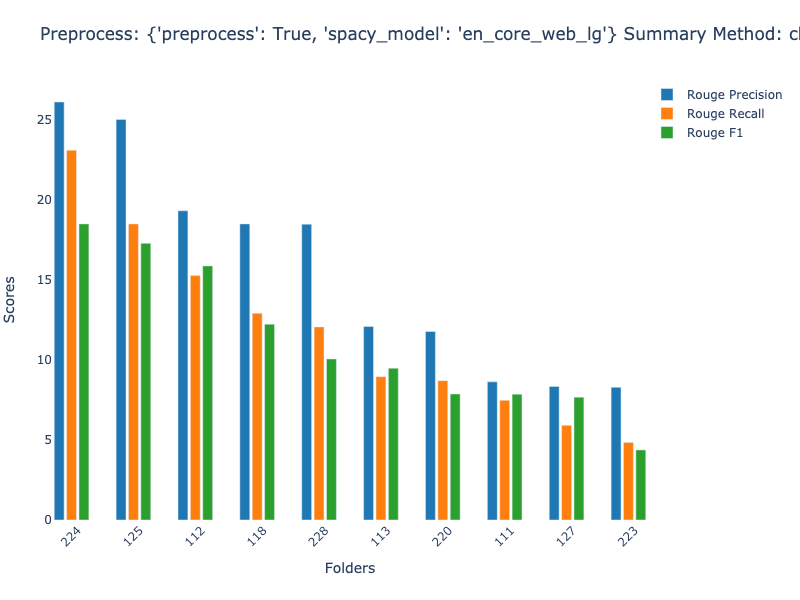 Preprocess: {'preprocess': True, 'spacy_model': 'en_core_web_lg'} Summary Method:
Rouge Precision
Rouge Recall
Rouge F1
25
20
15
10
5
0
Scores
224 125 112 118 228 113 220 111 127 223
Folders